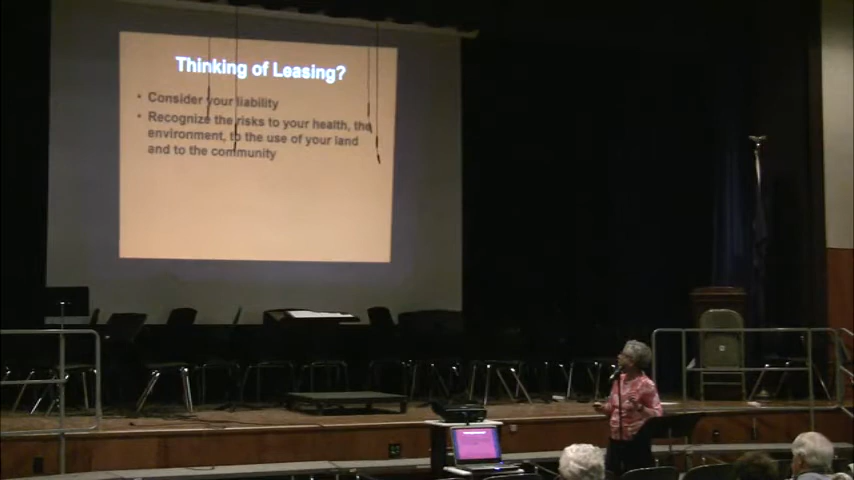 Thinking of Leasing?
• Consider your liability
• Recognize the risks to your health, the
environment, to the use of your land
and to the community